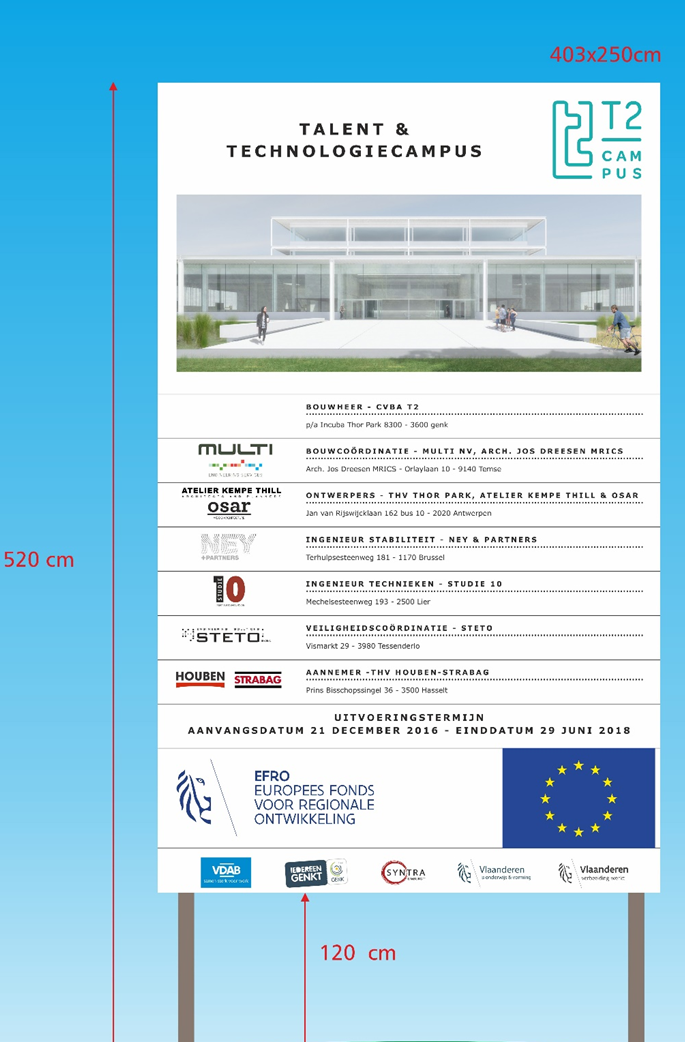 403x250cm
TALENT &
TECHNOLOGIECAMPUS
T2
CAM
PUS
BOUWHEER - CVBA T2
p/a Incuba Thor Park 8300 - 3600 genk
MULTI
BOUWCOÖRDINATIE - MULTI NV, ARCH. JOS DREESEN MRICS
Arch. Jos Dreesen MRICS - Orlaylaan 10 - 9140 Temse
ATELIER KEMPE THILL
osar
ONTWERPERS - THV THOR PARK, ATELIER KEMPE THILL & OSAR
Jan van Rijswijcklaan 162 bus 10 - 2020 Antwerpen
NEY
+PARTNERS
INGENIEUR STABILITEIT - NEY & PARTNERS
Terhulpsesteenweg 181 - 1170 Brussel
STUDIE 10
INGENIEUR TECHNIEKEN - STUDIE 10
Mechelsesteenweg 193 - 2500 Lier
STETO
VEILIGHEIDSCOÖRDINATIE - STETO
Vismarkt 29 - 3980 Tessenderlo
HOUBEN STRABAG
AANNEMER -THV HOUBEN-STRABAG
Prins Bisschopssingel 36 - 3500 Hasselt
520 cm
UITVOERINGSTERMIJN
AANVANGSDATUM 21 DECEMBER 2016 - EINDDATUM 29 JUNI 2018
EFRO
EUROPEES FONDS
VOOR REGIONALE
ONTWIKKELING
VDAB
IEDEREEN
GENKT
GENK
SYNTRA
Vlaanderen
is onderwijs & vorming
Vlaanderen
verbeelding werkt
120 cm